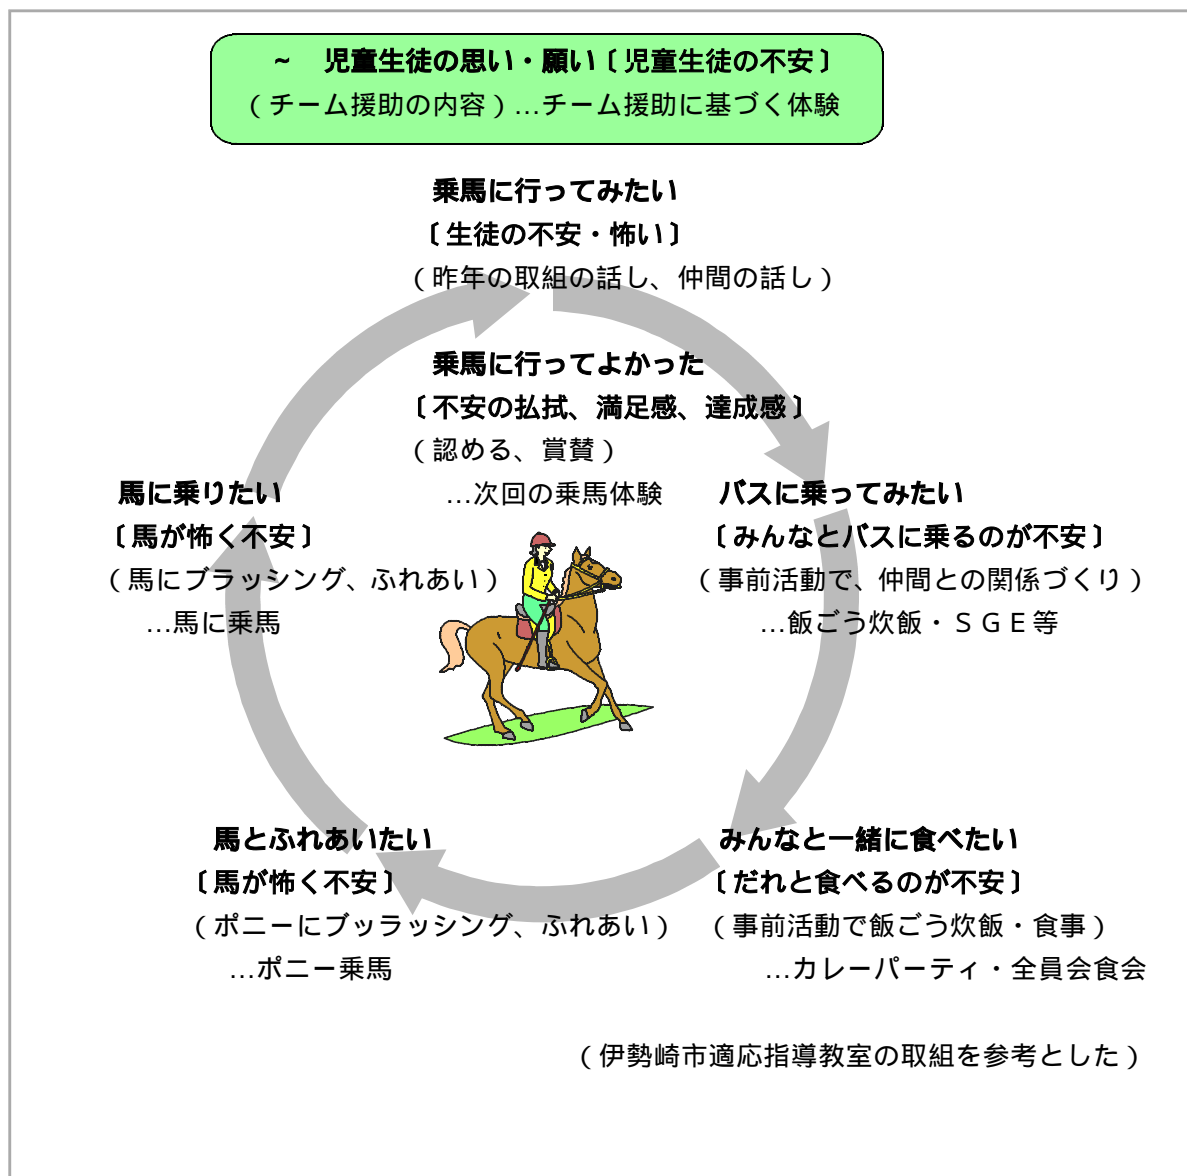 ~ 児童生徒の思い・願い〔児童生徒の不安〕
（チーム援助の内容）…チーム援助に基づく体験
乗馬に行ってみたい
〔生徒の不安・怖い〕
（昨年の取組の話し、仲間の話し）
乗馬に行ってよかった
〔不安の払拭、満足感、達成感〕
（認める、賞賛）
…次回の乗馬体験
バスに乗ってみたい
〔みんなとバスに乗るのが不安〕
（事前活動で、仲間との関係づくり）
…飯ごう炊飯・ＳＧＥ等
みんなと一緒に食べたい
〔だれと食べるのが不安〕
（事前活動で飯ごう炊飯・食事）
…カレーパーティ・全員会食会
馬とふれあいたい
〔馬が怖く不安〕
（ポニーにブッラッシング、ふれあい）
…ポニー乗馬
馬に乗りたい
〔馬が怖く不安〕
（馬にブラッシング、ふれあい）
…馬に乗馬
（伊勢崎市適応指導教室の取組を参考とした）